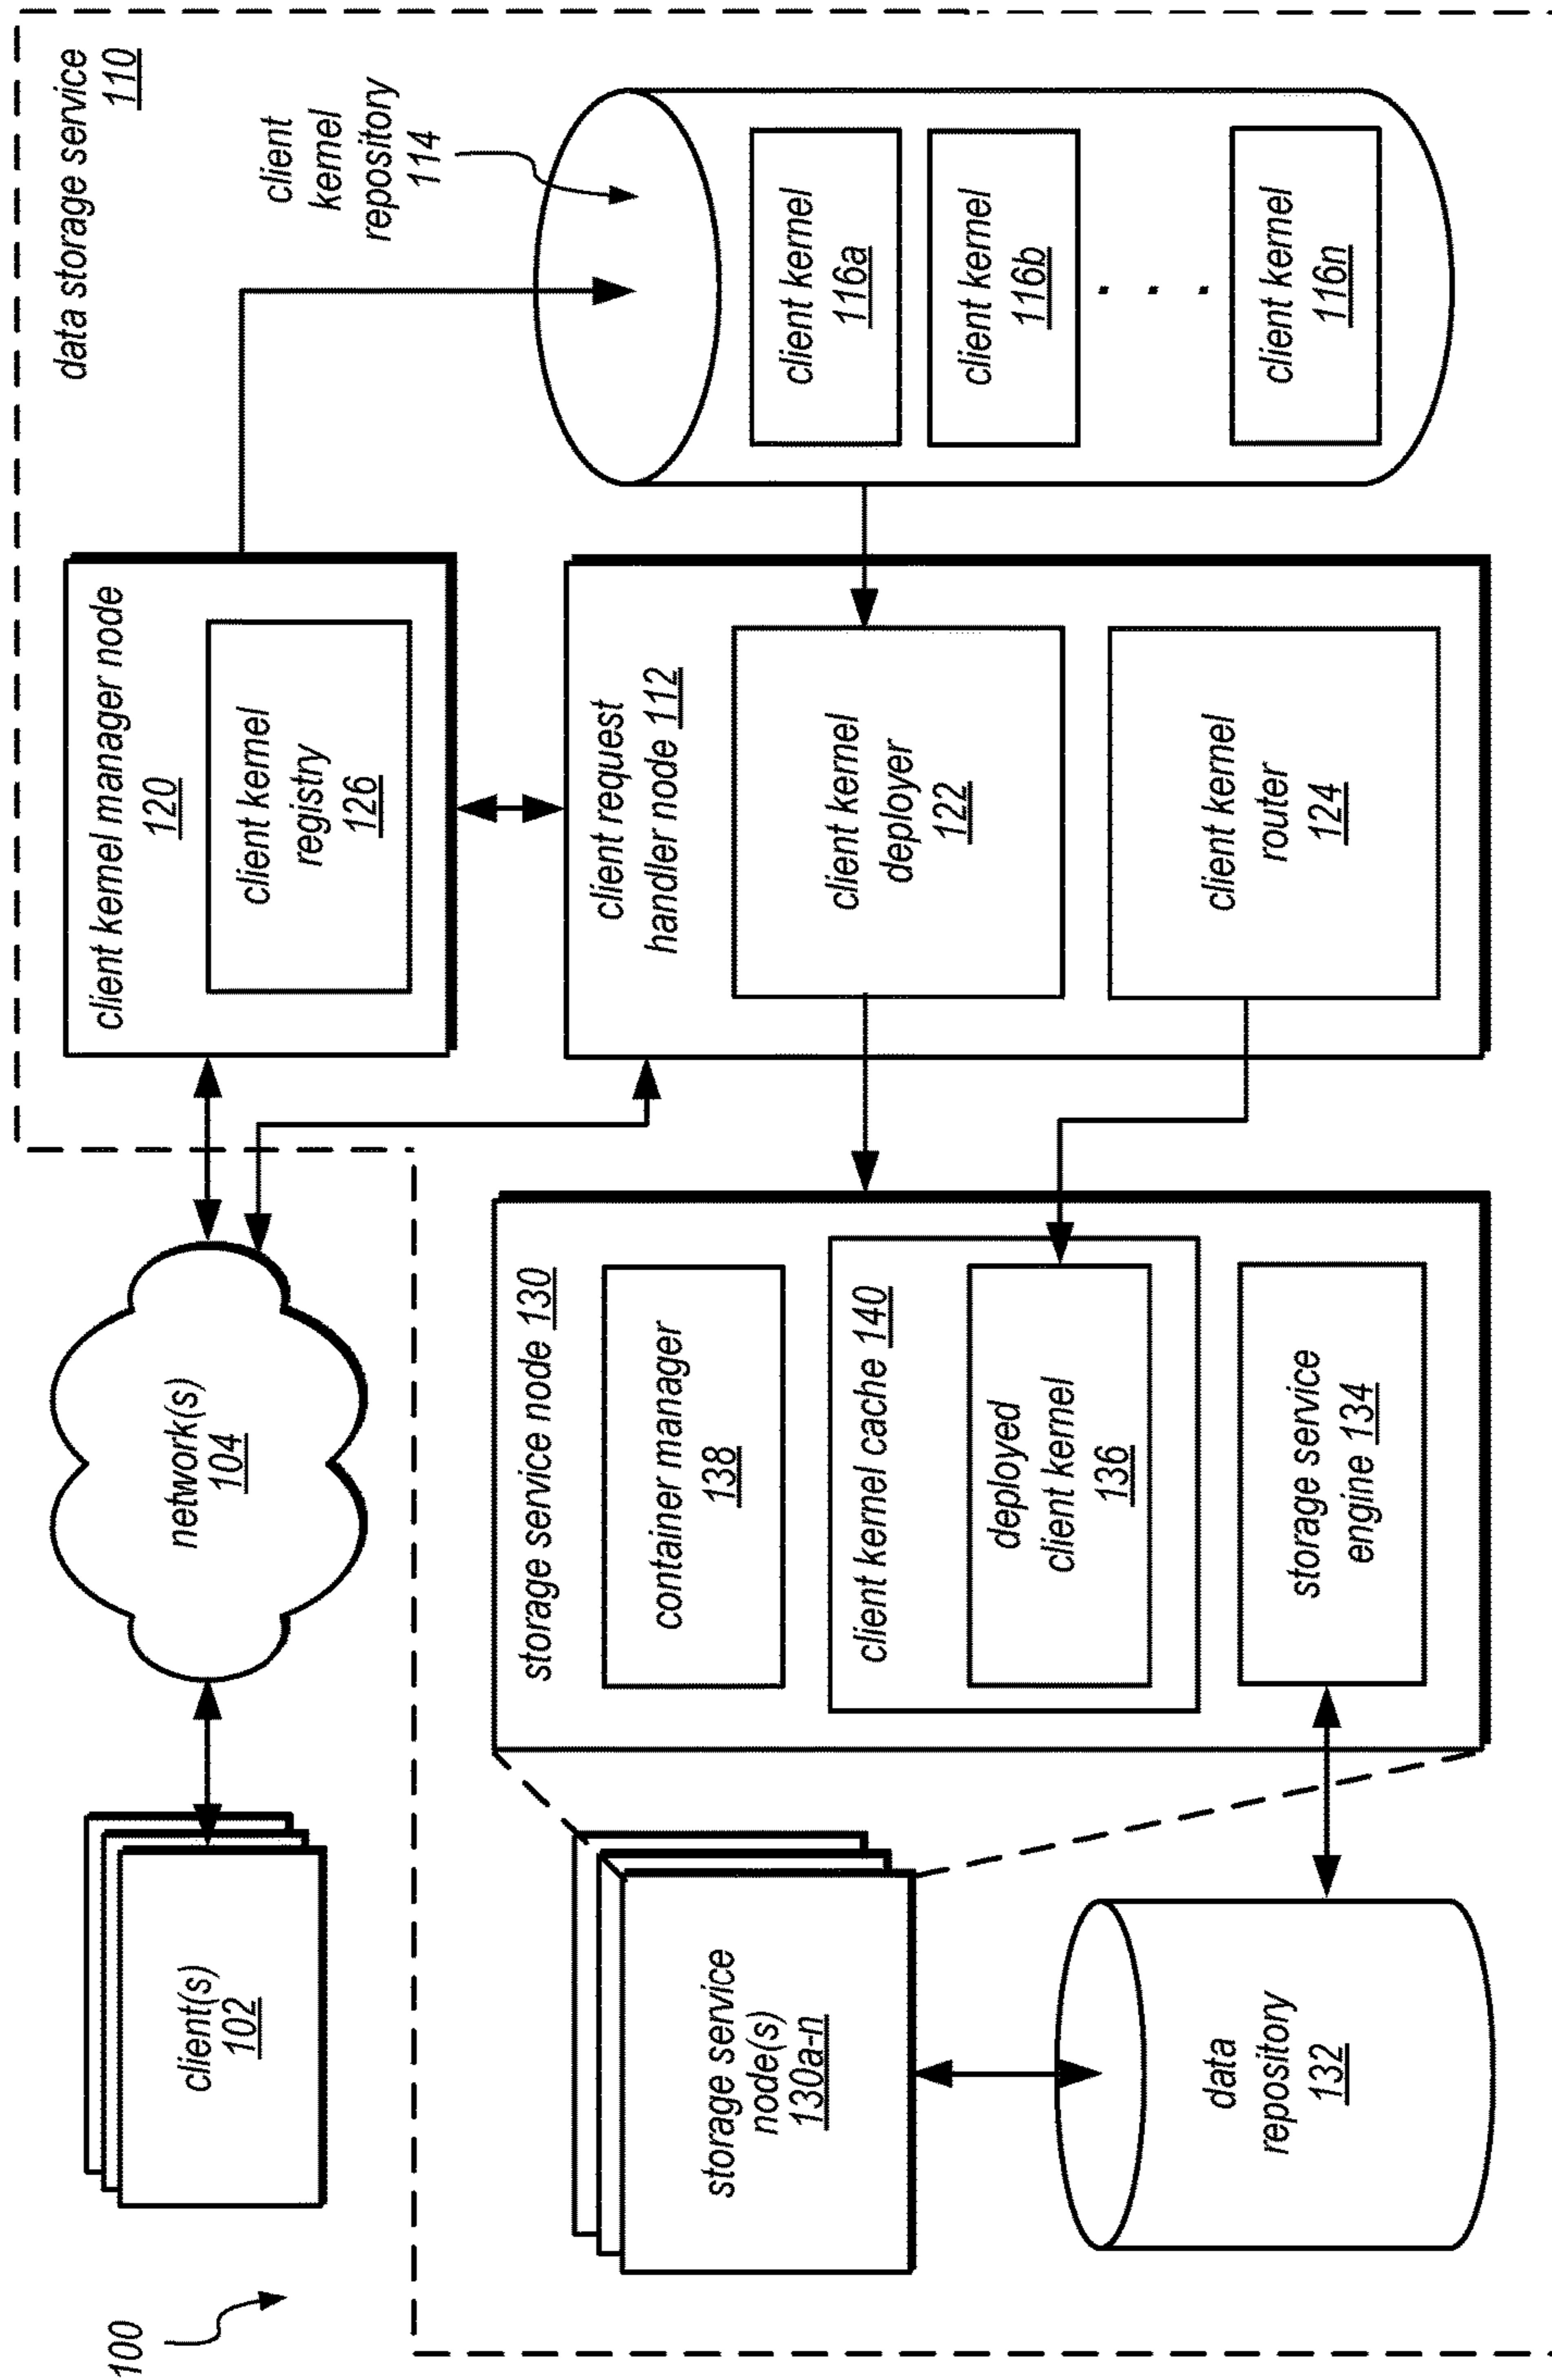 100
client(s)
102
network(s)
104
data storage service
110
client kernel manager node
120
client kernel
registry
126
client
kernel
repository
114
storage service
node(s)
130a-n
data
repository
132
storage service node 130
container manager
138
client kernel cache 140
deployed
client kernel
136
storage service
engine 134
client request
handler node 112
client kernel
deployer
122
client kernel
router
124
client kernel
116a
client kernel
116b
. . .
client kernel
116n